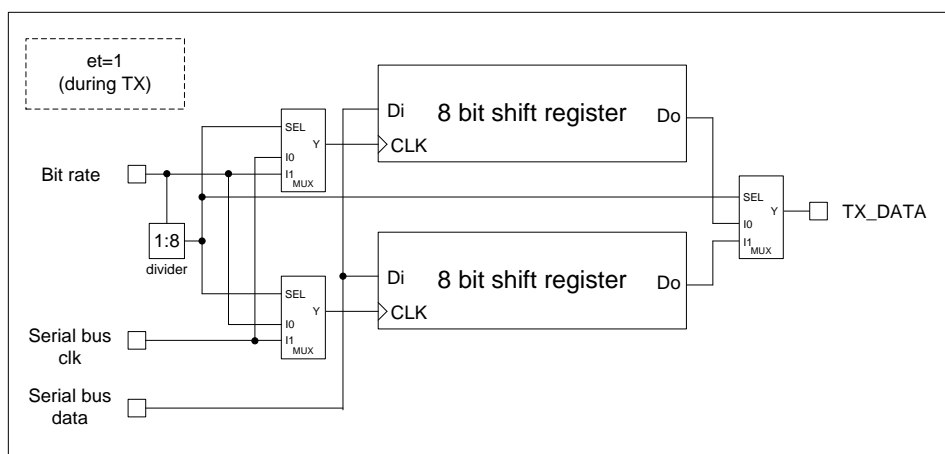 et=1
(during TX)
Di
8 bit shift register
Do
CLK
SEL
Y
I0
I1
MUX
Bit rate
SEL
Y
I0
I1
MUX
TX_DATA
1:8
divider
Di
8 bit shift register
Do
CLK
SEL
Y
I0
I1
MUX
Serial bus
clk
Serial bus
data